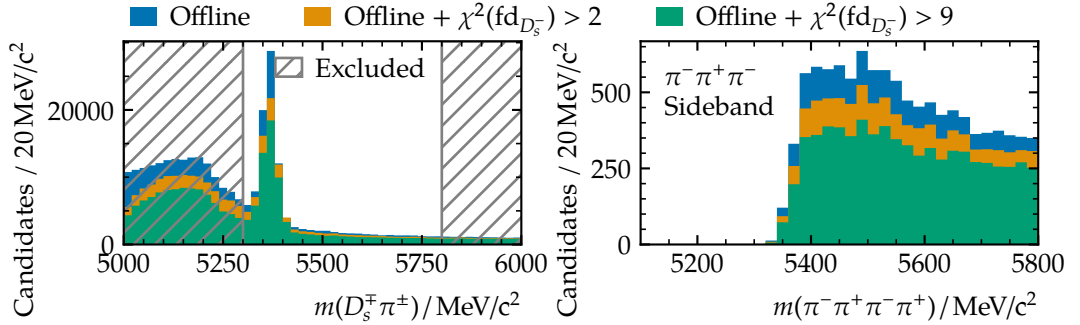 Offline Offline + χ²(fd_{D_s^-}) > 2 Offline + χ²(fd_{D_s^-}) > 9
Candidates / 20 MeV/c²
20000
0
Excluded
5000 5250 5500 5750 6000
m(D_s^∓ π^±) / MeV/c²
Candidates / 20 MeV/c²
500
250
0
π⁻π⁺π⁻
Sideband
5200 5400 5600 5800
m(π⁻π⁺π⁻π⁺) / MeV/c²